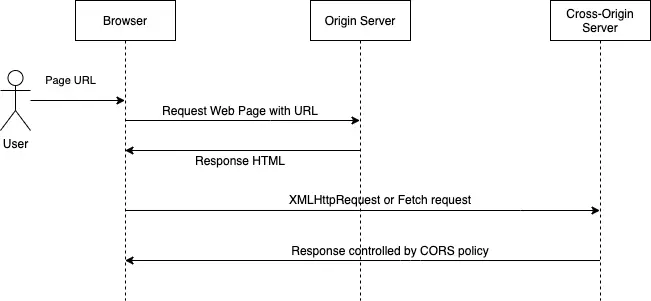 Browser
Origin Server
Cross-Origin
Server
Page URL
Request Web Page with URL
User
Response HTML
XMLHttpRequest or Fetch request
Response controlled by CORS policy